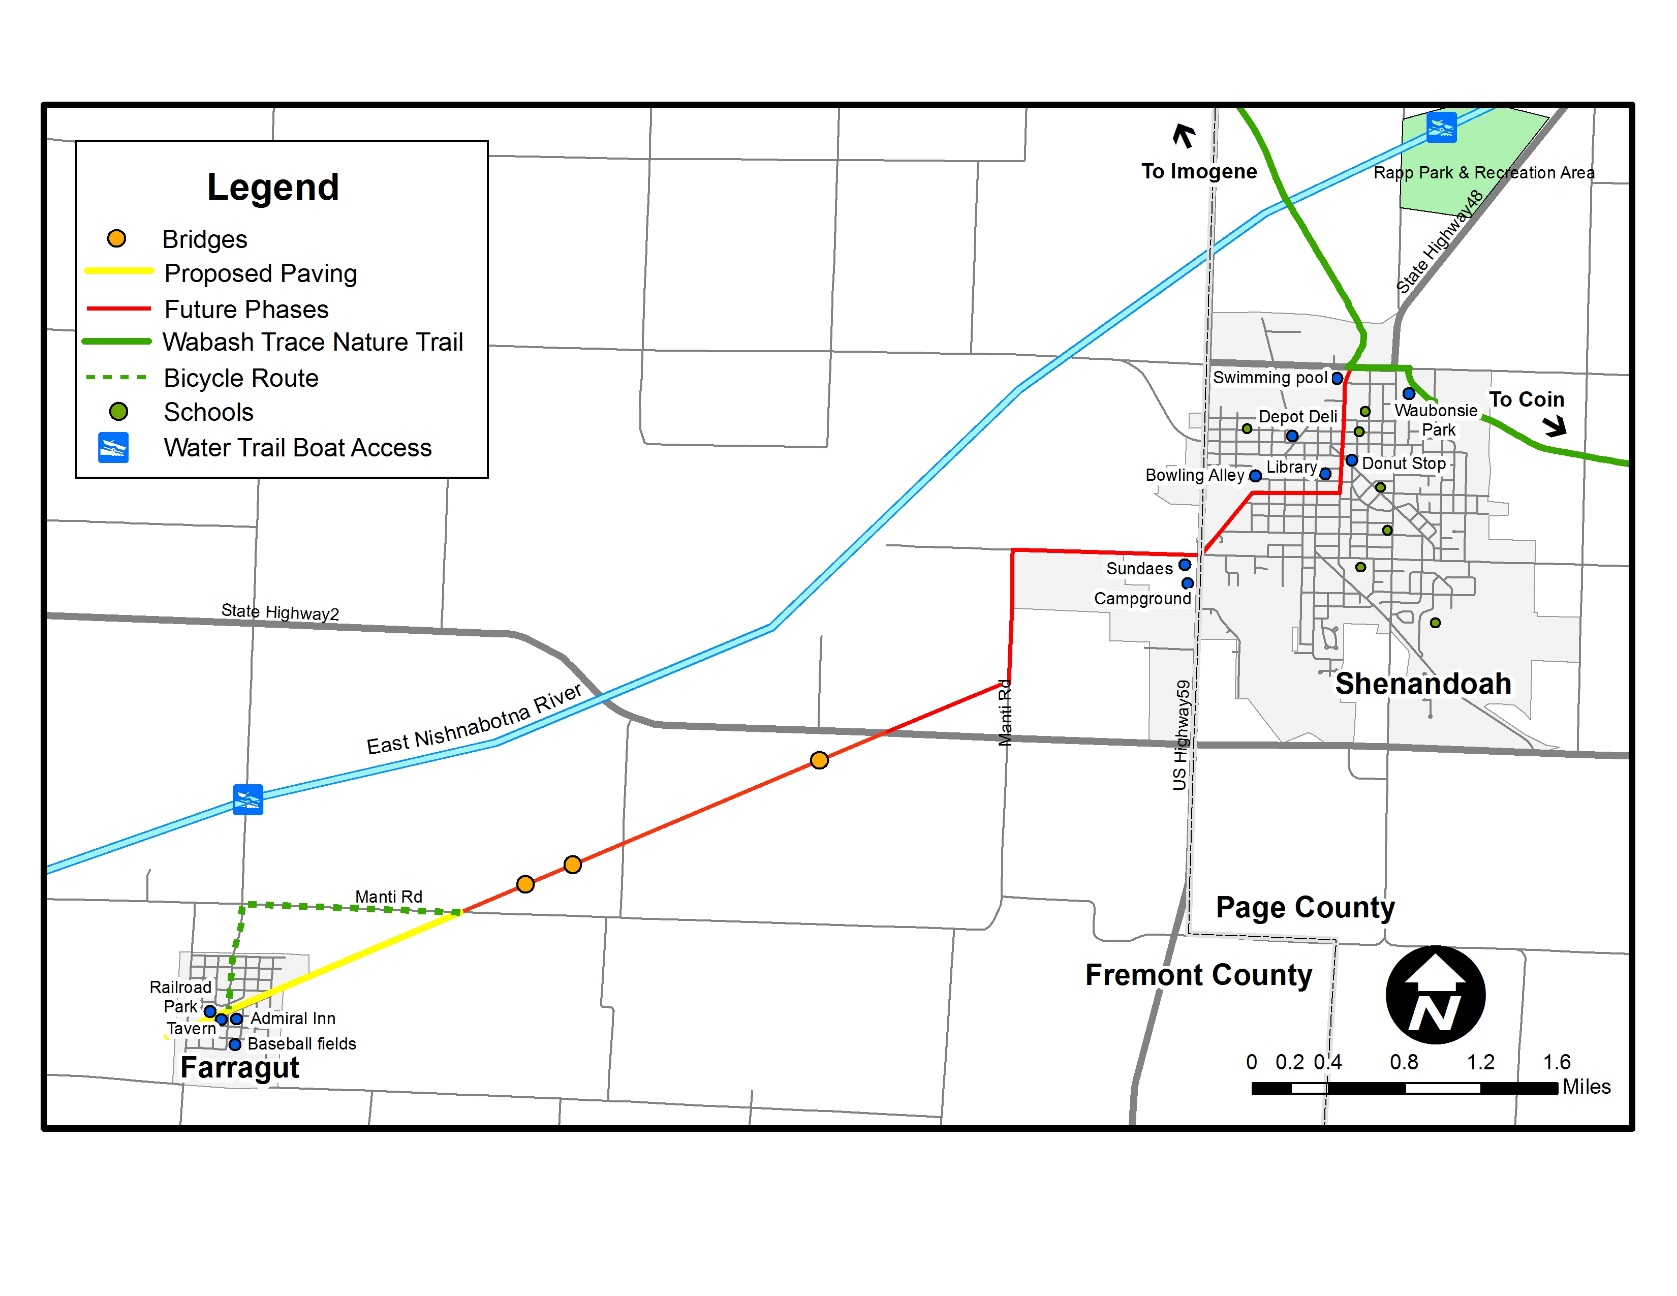 Legend
Bridges
Proposed Paving
Future Phases
Wabash Trace Nature Trail
Bicycle Route
Schools
Water Trail Boat Access
To Imogene
Rapp Park & Recreation Area
State Highway48
Swimming pool
To Coin
Waubonsie
Park
Depot Deli
Donut Stop
Library
Bowling Alley
Sundaes
Campground
State Highway2
Shenandoah
East Nishnabotna River
Manti Rd
US Highway59
Manti Rd
Page County
Fremont County
Railroad
Park
Tavern
Admiral Inn
Baseball fields
Farragut
N
0 0.2 0.4 0.8 1.2 1.6
Miles